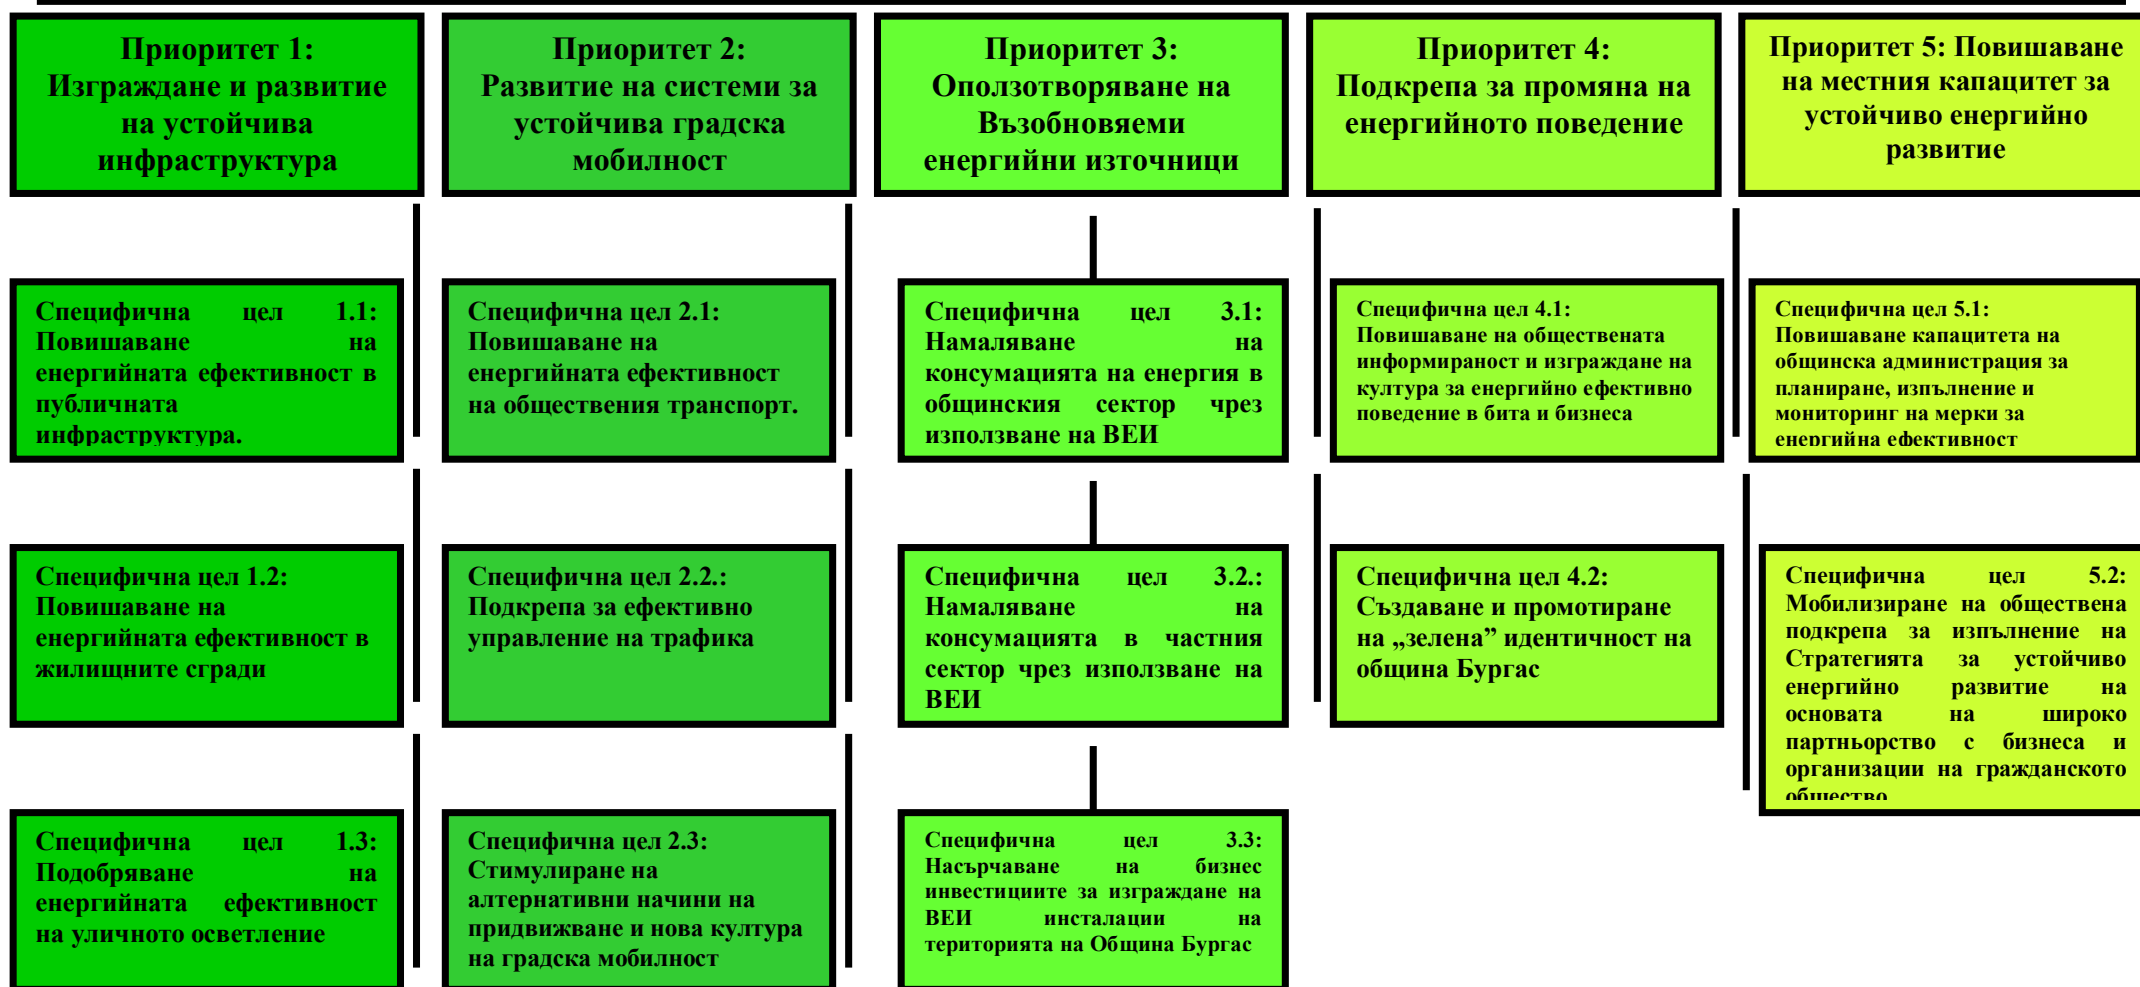 Приоритет 1:
Изграждане и развитие
на устойчива
инфраструктура
Приоритет 2:
Развитие на системи за
устойчива градска
мобилност
Приоритет 3:
Оползотворяване на
Възобновяеми
енергийни източници
Приоритет 4:
Подкрепа за промяна на
енергийното поведение
Приоритет 5: Повишаване
на местния капацитет за
устойчиво енергийно
развитие
Специфична цел 1.1:
Повишаване на
енергийната ефективност в
публичната
инфраструктура.
Специфична цел 2.1:
Повишаване на
енергийната ефективност
на обществения транспорт.
Специфична цел 3.1:
Намаляване на
консумацията на енергия в
общинския сектор чрез
използване на ВЕИ
Специфична цел 4.1:
Повишаване на обществената
информираност и изграждане на
култура за енергийно ефективно
поведение в бита и бизнеса
Специфична цел 5.1:
Повишаване капацитета на
общинска администрация за
планиране, изпълнение и
мониторинг на мерки за
енергийна ефективност
Специфична цел 1.2:
Повишаване на
енергийната ефективност в
жилищните сгради
Специфична цел 2.2.:
Подкрепа за ефективно
управление на трафика
Специфична цел 3.2.:
Намаляване на
консумацията в частния
сектор чрез използване на
ВЕИ
Специфична цел 4.2:
Създаване и промотиране
на „зелена” идентичност на
община Бургас
Специфична цел 5.2:
Мобилизиране на обществена
подкрепа за изпълнение на
Стратегията за устойчиво
енергийно развитие на
основата на широко
партньорство с бизнеса и
организации на гражданското
общество
Специфична цел 1.3:
Подобряване на
енергийната ефективност
на уличното осветление
Специфична цел 2.3:
Стимулиране на
алтернативни начини на
придвижване и нова култура
на градска мобилност
Специфична цел 3.3:
Насърчаване на бизнес
инвестициите за изграждане на
ВЕИ инсталации на
територията на Община Бургас